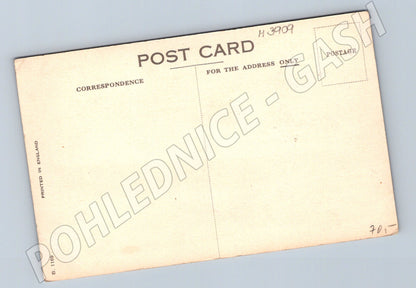 H 3909
POST CARD
CORRESPONDENCE
FOR THE ADDRESS ONLY
POSTAGE
PRINTED IN ENGLAND
POHLEDNICE - GASH
70,-